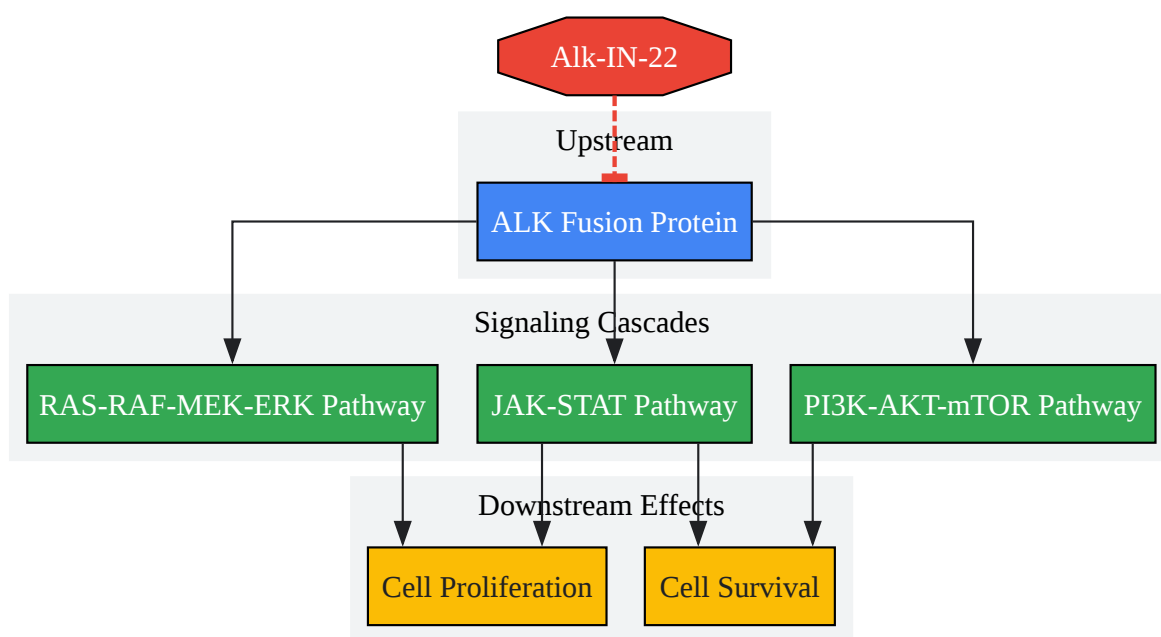 Alk-IN-22
Upstream
ALK Fusion Protein
Signaling Cascades
RAS-RAF-MEK-ERK Pathway
JAK-STAT Pathway
PI3K-AKT-mTOR Pathway
Downstream Effects
Cell Proliferation
Cell Survival